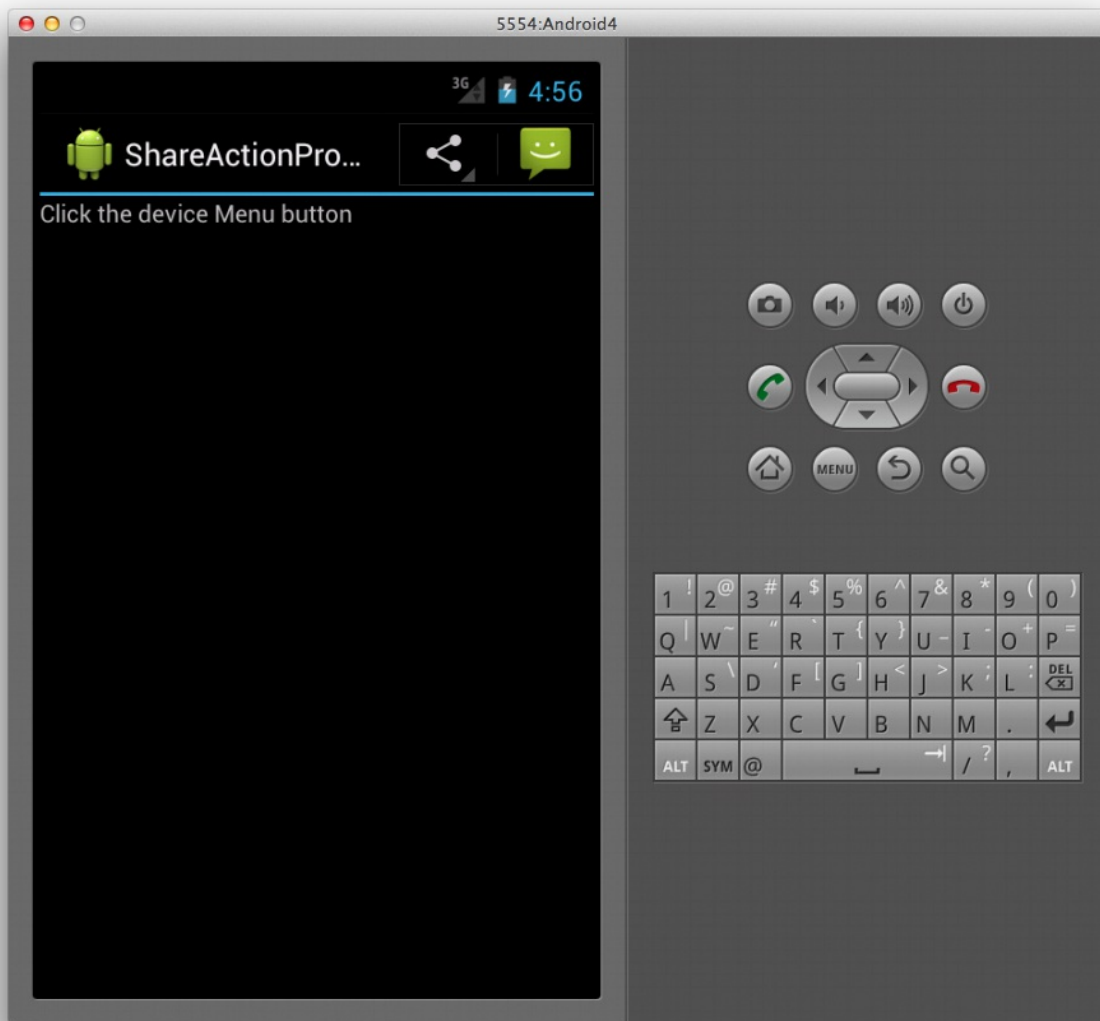 5554:Android4
3G 4:56
ShareActionPro...
Click the device Menu button
MENU
1 ! 2 @ 3 # 4 $ 5 % 6 ^ 7 & 8 * 9 ( 0 )
Q | W ~ E " R ` T { Y } U _ I - O + P =
A S \ D ' F [ G ] H < J > K ; L : DEL
Z X C V B N M .
ALT SYM @ / ? , ALT